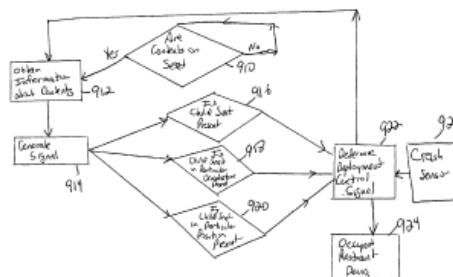 Are
Contents on
Seat
Yes
No
910
Obtain
Information
about Contents
912
Generate
Signal
914
Is
Child Seat
Present
916
Is
Child Seat
in Particular
Orientation
918
Is
Child Seat
in Particular
Position
Present
920
Determine
Deployment
Control
Signal
922
Crash
Sensor
92
Occupant
Restraint
Device
924